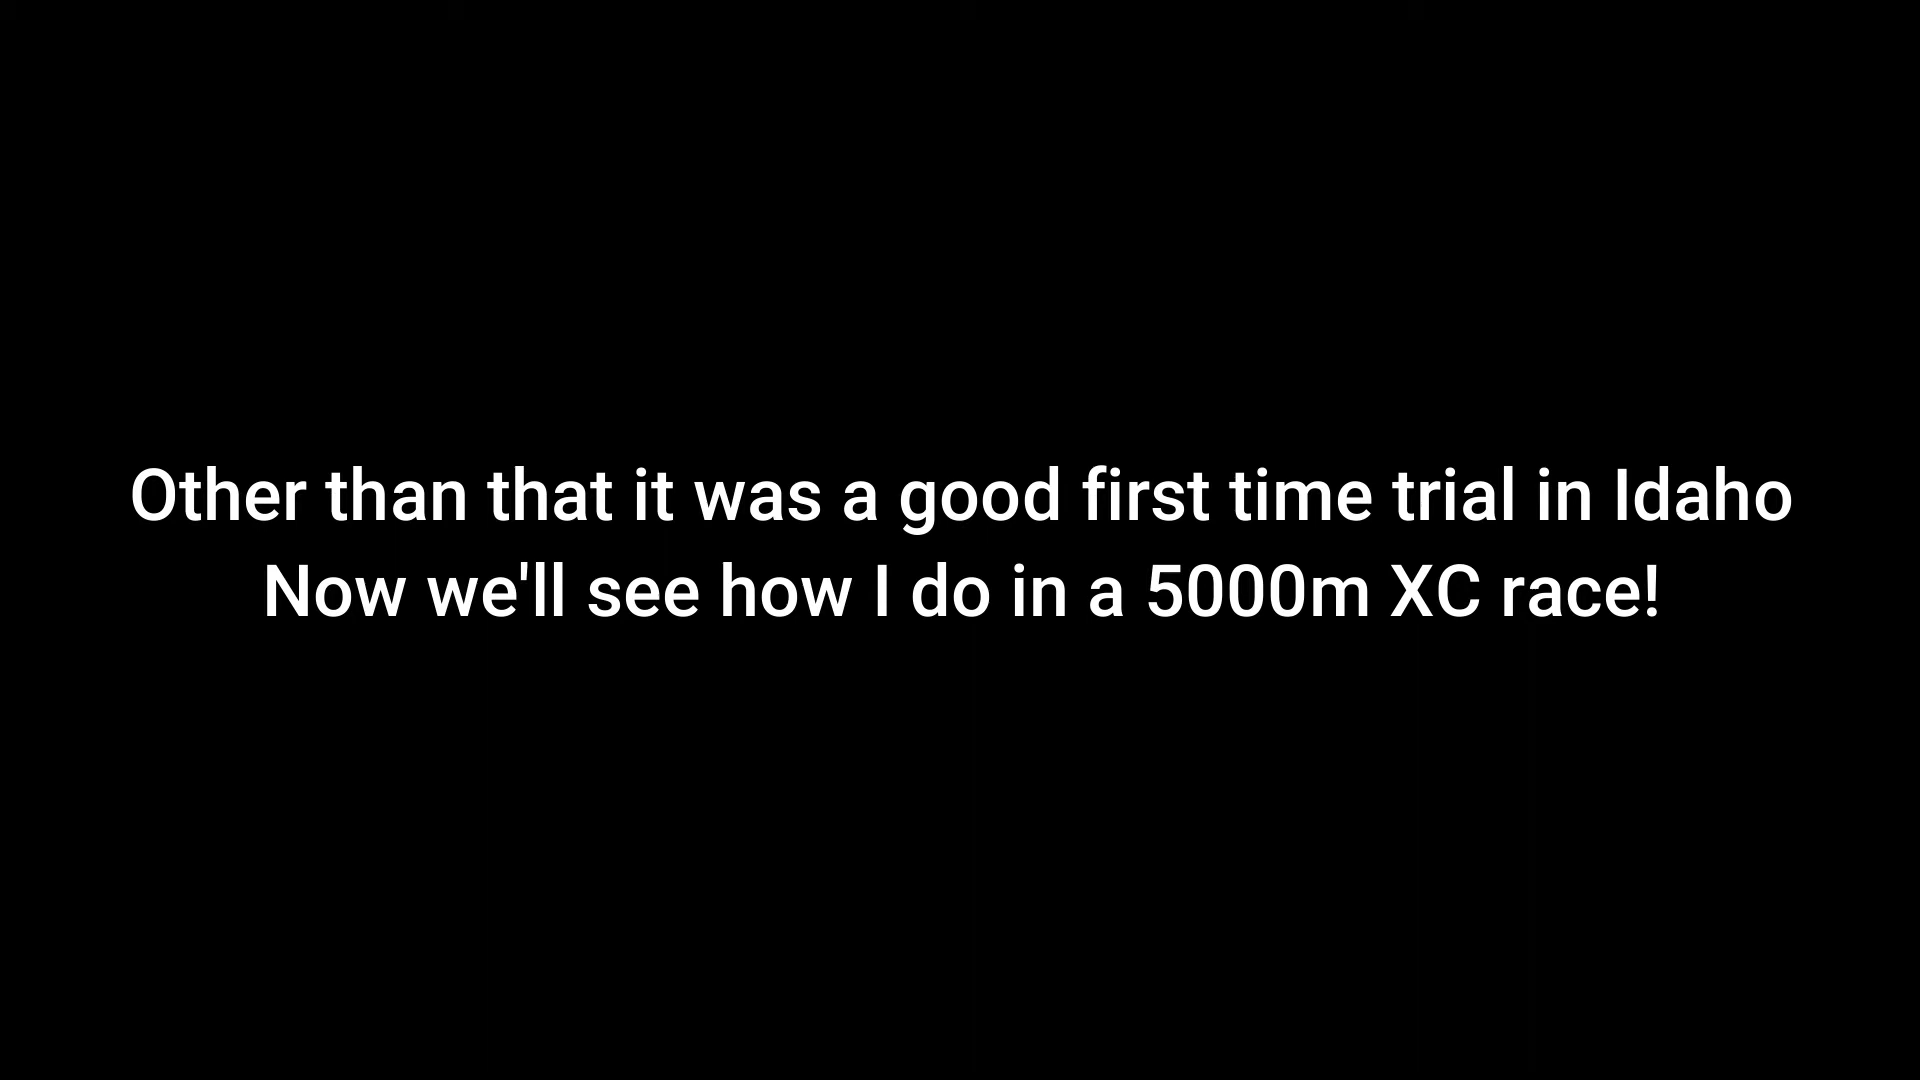 Other than that it was a good first time trial in Idaho
Now we'll see how I do in a 5000m XC race!